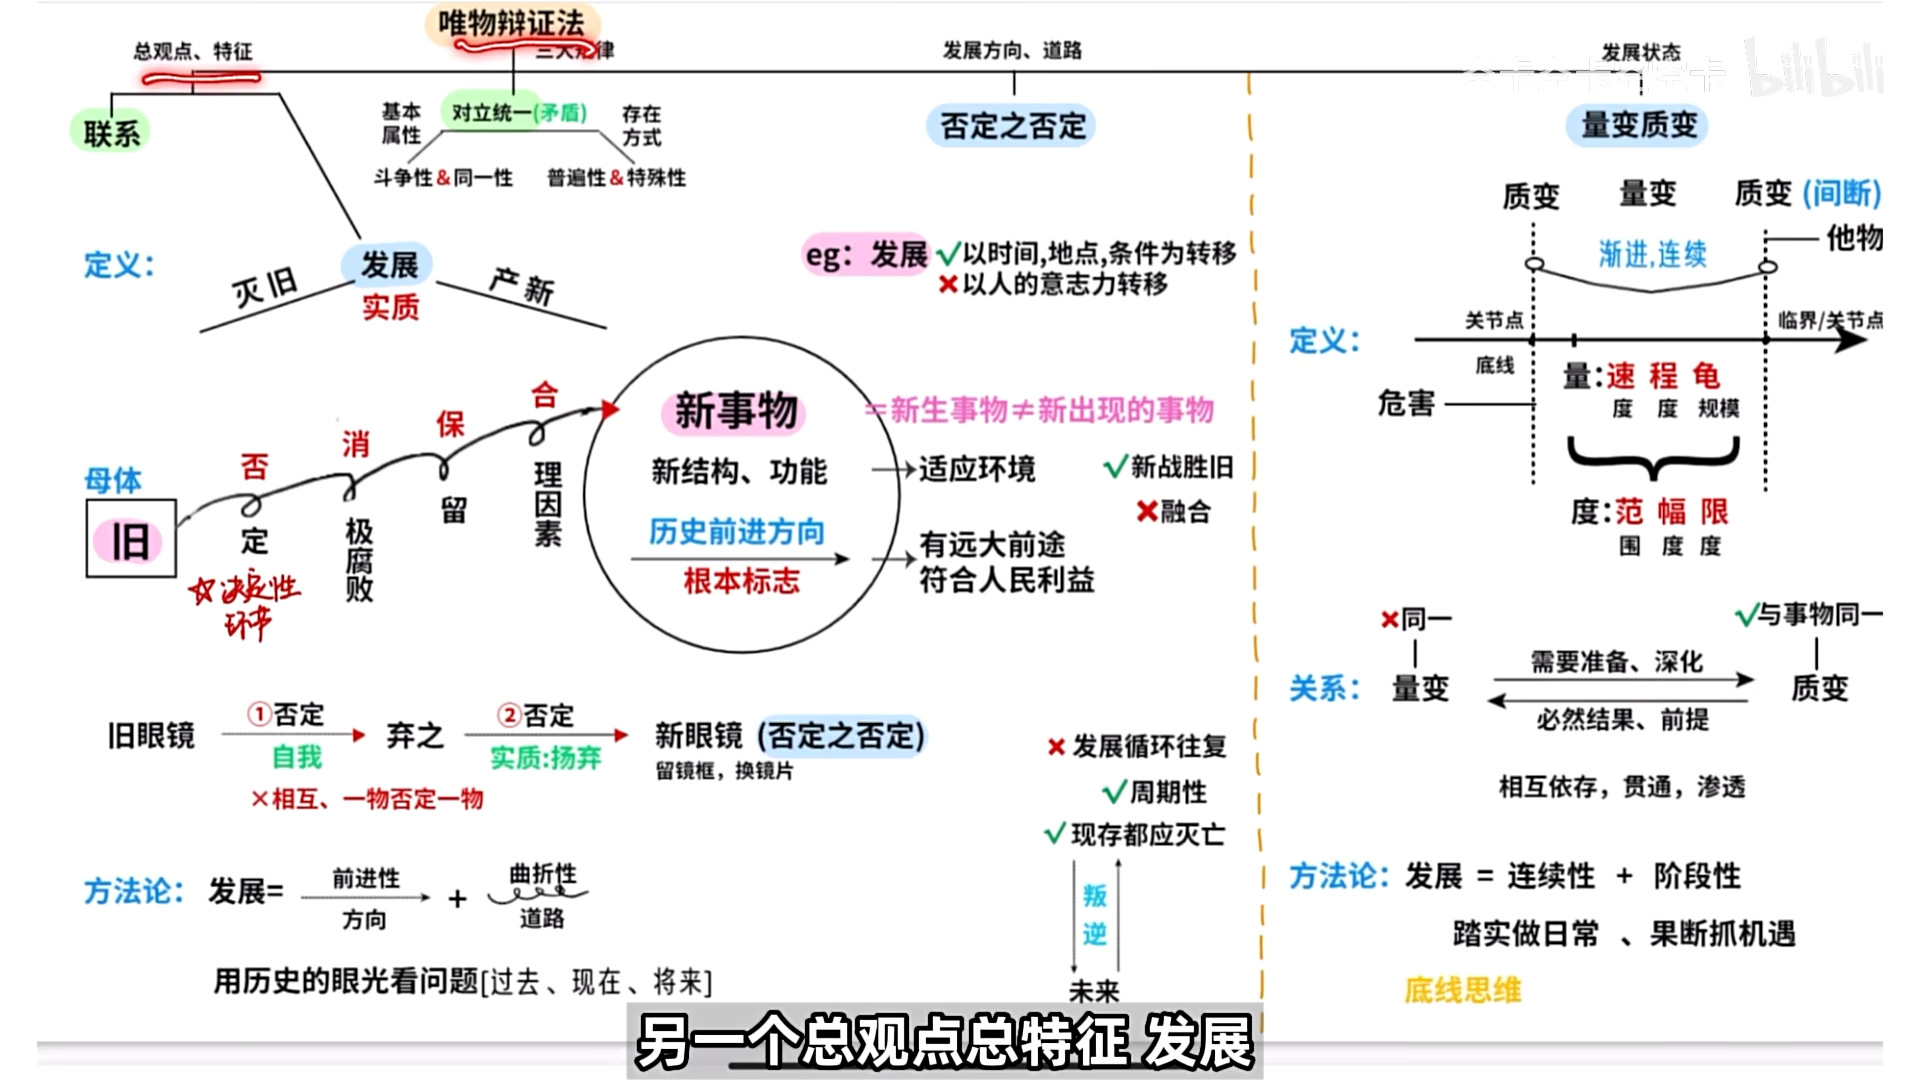 唯物辩证法
总观点、特征
三大规律
发展方向、道路
发展状态
bilibili
联系
基本属性
对立统一(矛盾)
存在方式
斗争性&同一性
普遍性&特殊性
否定之否定
量变质变
定义：
灭旧
发展
实质
产新
eg：发展
✓以时间,地点,条件为转移
×以人的意志力转移
母体
旧
否定
☆决定性
环节
消极腐败
保留
合理因素
新事物
=新生事物≠新出现的事物
新结构、功能
→适应环境
✓新战胜旧
×融合
历史前进方向
根本标志
→有远大前途
符合人民利益
旧眼镜
①否定
自我
弃之
②否定
实质:扬弃
新眼镜 (否定之否定)
留镜框，换镜片
×相互、一物否定一物
× 发展循环往复
✓周期性
✓现存都应灭亡
叛逆
未来
方法论：发展=
前进性
方向
+
曲折性
道路
用历史的眼光看问题[过去、现在、将来]
质变
量变
质变 (间断)
他物
渐进,连续
定义：
关节点
临界/关节点
底线
危害
量:速 程 龟
度 度 规模
度:范 幅 限
围 度 度
×同一
✓与事物同一
关系：
量变
需要准备、深化
必然结果、前提
质变
相互依存，贯通，渗透
方法论：发展 = 连续性 + 阶段性
踏实做日常 、果断抓机遇
底线思维
另一个总观点总特征 发展